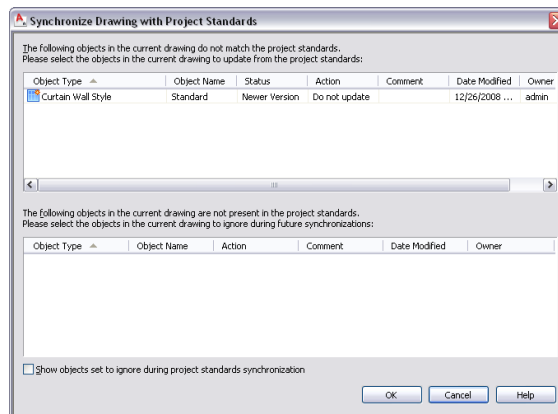 Synchronize Drawing with Project Standards
The following objects in the current drawing do not match the project standards.
Please select the objects in the current drawing to update from the project standards:
Object Type Object Name Status Action Comment Date Modified Owner
Curtain Wall Style Standard Newer Version Do not update 12/26/2008 ... admin
The following objects in the current drawing are not present in the project standards.
Please select the objects in the current drawing to ignore during future synchronizations:
Object Type Object Name Action Comment Date Modified Owner
Show objects set to ignore during project standards synchronization
OK Cancel Help